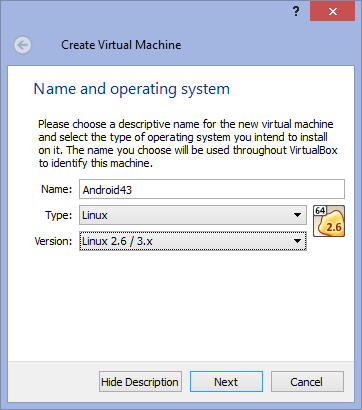 ?
Create Virtual Machine
Name and operating system
Please choose a descriptive name for the new virtual machine
and select the type of operating system you intend to install
on it. The name you choose will be used throughout VirtualBox
to identify this machine.
Name: Android43
Type: Linux
Version: Linux 2.6 / 3.x
64
2.6
Hide Description Next Cancel